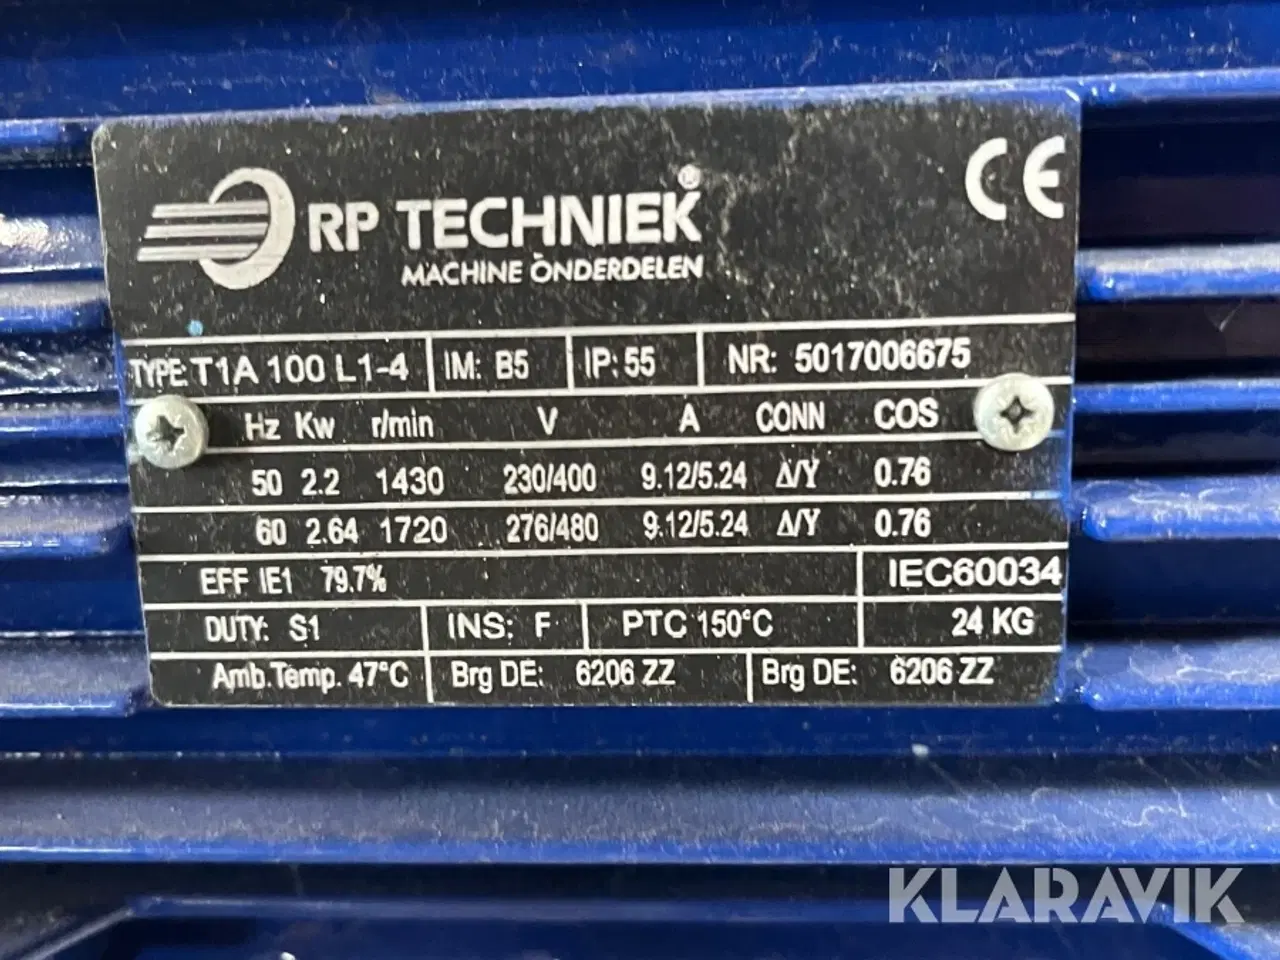 RP TECHNIEK®
MACHINE ONDERDELEN
CE
TYPE: T1A 100 L1-4 IM: B5 IP: 55 NR: 5017006675
Hz Kw r/min V A CONN COS
50 2.2 1430 230/400 9.12/5.24 Δ/Y 0.76
60 2.64 1720 276/480 9.12/5.24 Δ/Y 0.76
EFF IE1 79.7% IEC60034
DUTY: S1 INS: F PTC 150°C 24 KG
Amb.Temp. 47°C Brg DE: 6206 ZZ Brg DE: 6206 ZZ
KLARAVIK